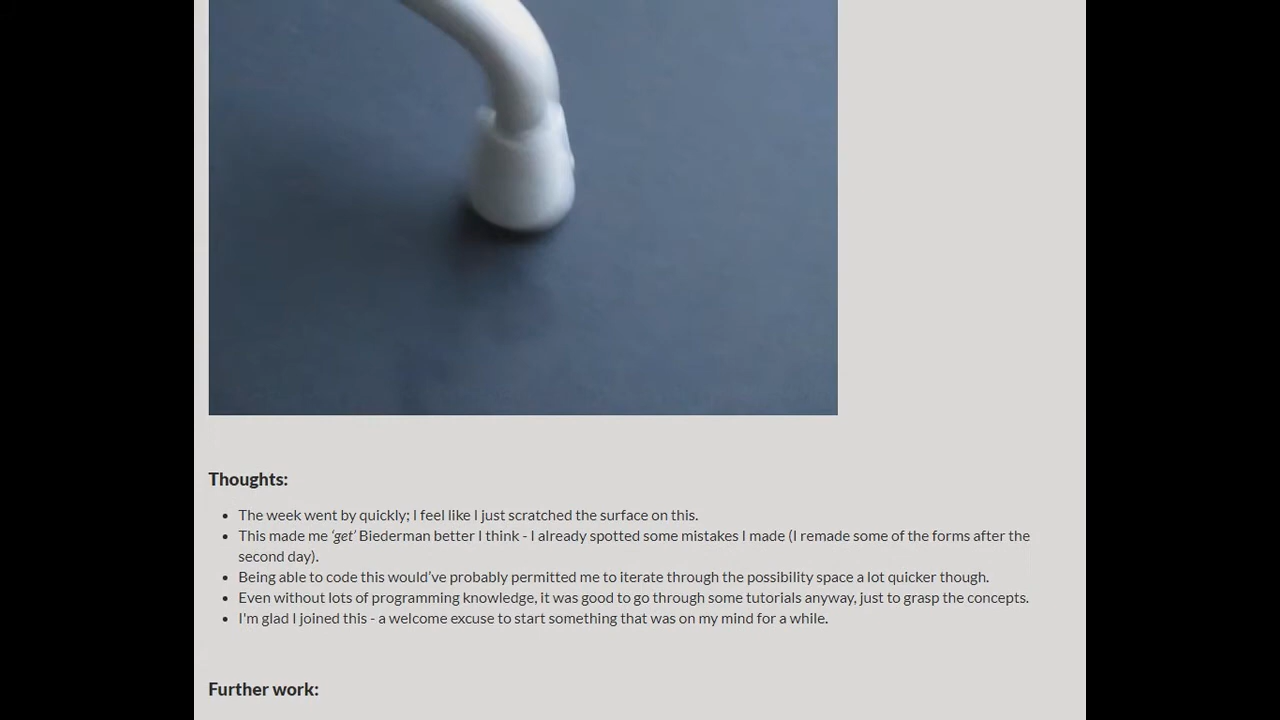 Thoughts:
The week went by quickly; I feel like I just scratched the surface on this.
This made me ‘get’ Biederman better I think - I already spotted some mistakes I made (I remade some of the forms after the
second day).
Being able to code this would’ve probably permitted me to iterate through the possibility space a lot quicker though.
Even without lots of programming knowledge, it was good to go through some tutorials anyway, just to grasp the concepts.
I'm glad I joined this - a welcome excuse to start something that was on my mind for a while.
Further work: